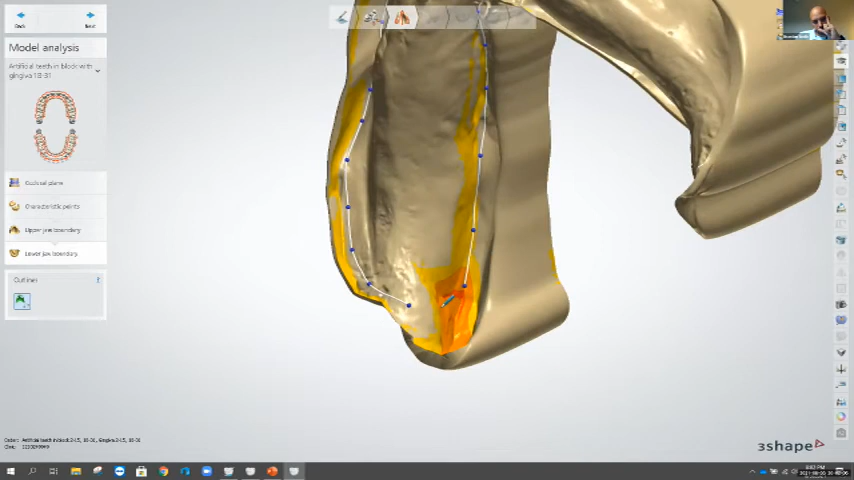 Back
Next
Model analysis
Artificial teeth in block with
gingiva 18-31
Occlusal plane
Characteristic points
Upper jaw boundary
Lower jaw boundary
Outlines
3shape